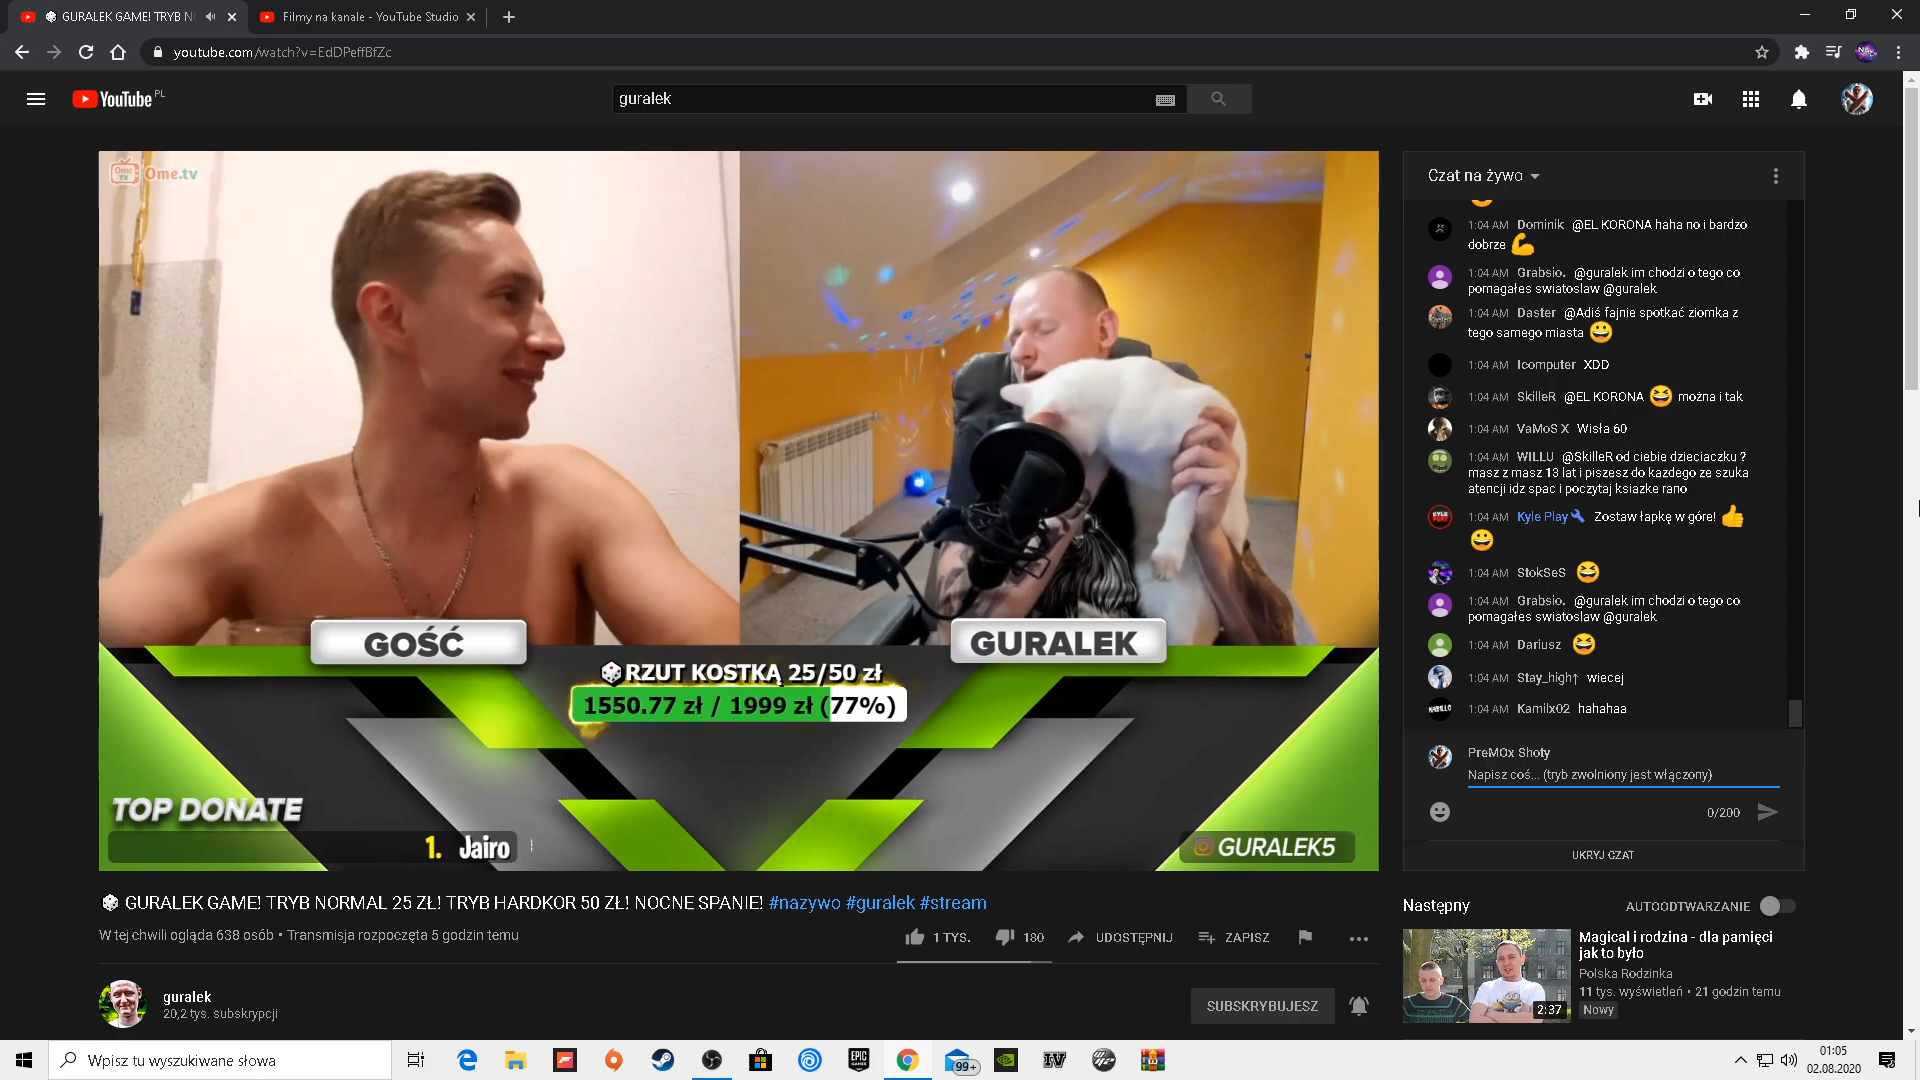 GURALEK GAME! TRYB N
Filmy na kanale - YouTube Studio
youtube.com/watch?v=EdDPeffBfZc
YouTube PL
guralek
Ome.tv
GOŚĆ
GURALEK
RZUT KOSTKĄ 25/50 zł
1550.77 zł / 1999 zł (77%)
TOP DONATE
1. Jairo
GURALEK5
GURALEK GAME! TRYB NORMAL 25 ZŁ! TRYB HARDKOR 50 ZŁ! NOCNE SPANIE! #nazywo #guralek #stream
W tej chwili ogląda 638 osób • Transmisja rozpoczęta 5 godzin temu
1 TYS.
180
UDOSTĘPNIJ
ZAPISZ
guralek
20,2 tys. subskrypcji
SUBSKRYBUJESZ
Czat na żywo
1:04 AM Dominik @EL KORONA haha no i bardzo
dobrze
1:04 AM Grabsio. @guralek im chodzi o tego co
pomagałes swiatoslaw @guralek
1:04 AM Daster @Adiś fajnie spotkać ziomka z
tego samego miasta
1:04 AM Icomputer XDD
1:04 AM SkilleR @EL KORONA można i tak
1:04 AM VaMoS X Wisła 60
1:04 AM WILLU @SkilleR od ciebie dzieciaczku ?
masz z masz 13 lat i piszesz do kazdego ze szuka
atencji idz spac i poczytaj ksiazke rano
1:04 AM Kyle Play Zostaw łapkę w góre!
1:04 AM StokSeS
1:04 AM Grabsio. @guralek im chodzi o tego co
pomagałes swiatoslaw @guralek
1:04 AM Dariusz
1:04 AM Stay_high↑ wiecej
1:04 AM Kamilx02 hahahaa
PreMOx Shoty
Napisz coś... (tryb zwolniony jest włączony)
0/200
UKRYJ CZAT
Następny
AUTOODTWARZANIE
Magical i rodzina - dla pamięci
jak to było
Polska Rodzinka
11 tys. wyświetleń • 21 godzin temu
Nowy
2:37
Wpisz tu wyszukiwane słowa
EPIC GAMES
99+
IV
01:05
02.08.2020